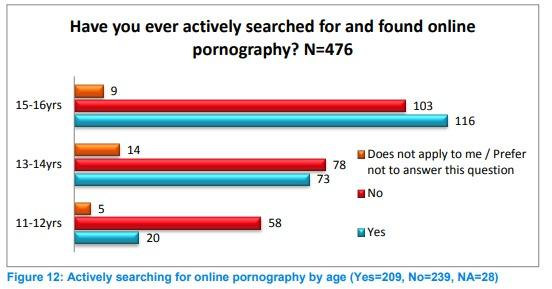 Have you ever actively searched for and found online
pornography? N=476
15-16yrs
9
103
116
13-14yrs
14
78
73
11-12yrs
5
58
20
Does not apply to me / Prefer
not to answer this question
No
Yes
Figure 12: Actively searching for online pornography by age (Yes=209, No=239, NA=28)